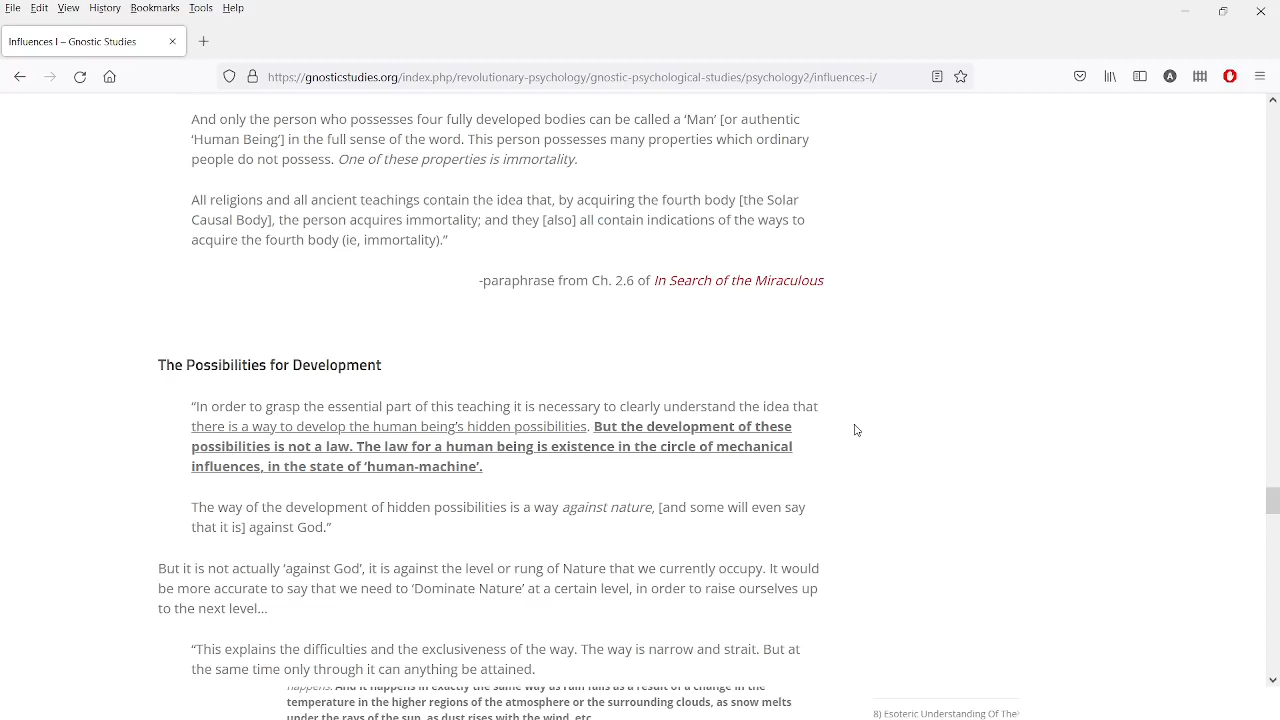 File Edit View History Bookmarks Tools Help
Influences I – Gnostic Studies
https://gnosticstudies.org/index.php/revolutionary-psychology/gnostic-psychological-studies/psychology2/influences-i/
And only the person who possesses four fully developed bodies can be called a ‘Man’ [or authentic
‘Human Being’] in the full sense of the word. This person possesses many properties which ordinary
people do not possess. One of these properties is immortality.
All religions and all ancient teachings contain the idea that, by acquiring the fourth body [the Solar
Causal Body], the person acquires immortality; and they [also] all contain indications of the ways to
acquire the fourth body (ie, immortality).”
-paraphrase from Ch. 2.6 of In Search of the Miraculous
The Possibilities for Development
“In order to grasp the essential part of this teaching it is necessary to clearly understand the idea that
there is a way to develop the human being’s hidden possibilities. But the development of these
possibilities is not a law. The law for a human being is existence in the circle of mechanical
influences, in the state of ‘human-machine’.
The way of the development of hidden possibilities is a way against nature, [and some will even say
that it is] against God.”
But it is not actually ‘against God’, it is against the level or rung of Nature that we currently occupy. It would
be more accurate to say that we need to ‘Dominate Nature’ at a certain level, in order to raise ourselves up
to the next level...
“This explains the difficulties and the exclusiveness of the way. The way is narrow and strait. But at
the same time only through it can anything be attained.
happens. And it happens in exactly the same way as rain falls as a result of a change in the
temperature in the higher regions of the atmosphere or the surrounding clouds, as snow melts
under the rays of the sun, as dust rises with the wind, etc.
8) Esoteric Understanding Of The